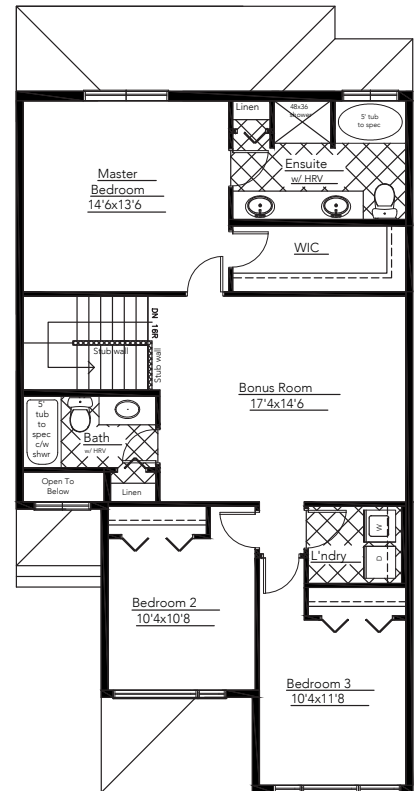 Linen
48x36
shower
5' tub
to spec
Master
Bedroom
14'6x13'6
Ensuite
w/ HRV
WIC
DN 16R
Stub wall
Stub wall
Bonus Room
17'4x14'6
5'
tub
to
spec
c/w
shwr
Bath
w/ HRV
Open To
Below
Linen
L'ndry
W
D
Bedroom 2
10'4x10'8
Bedroom 3
10'4x11'8